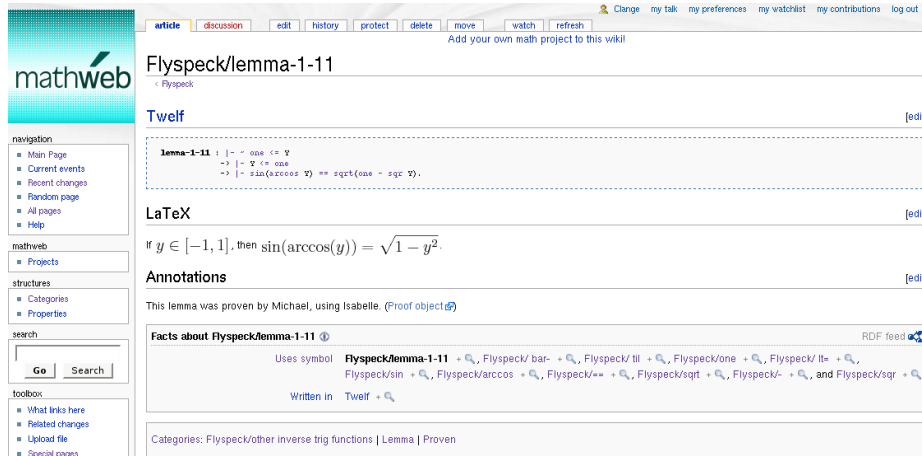 Clange my talk my preferences my watchlist my contributions log out
article discussion edit history protect delete move watch refresh
Add your own math project to this wiki!
mathweb
Flyspeck/lemma-1-11
< Flyspeck
Twelf
[edi
lemma-1-11 : |- ~ one <= Y
-> |- Y <= one
-> |- sin(arccos Y) == sqrt(one - sqr Y).
LaTeX
[edi
If y ∈ [−1, 1], then sin(arccos(y)) = √(1 − y²).
Annotations
[edi
This lemma was proven by Michael, using Isabelle. (Proof object)
Facts about Flyspeck/lemma-1-11
RDF feed
Uses symbol Flyspeck/lemma-1-11 + , Flyspeck/ bar- + , Flyspeck/ til + , Flyspeck/one + , Flyspeck/ lt= + ,
Flyspeck/sin + , Flyspeck/arccos + , Flyspeck/== + , Flyspeck/sqrt + , Flyspeck/- + , and Flyspeck/sqr +
Written in Twelf +
Categories: Flyspeck/other inverse trig functions | Lemma | Proven
navigation
Main Page
Current events
Recent changes
Random page
All pages
Help
mathweb
Projects
structures
Categories
Properties
search
Go Search
toolbox
What links here
Related changes
Upload file
Special pages